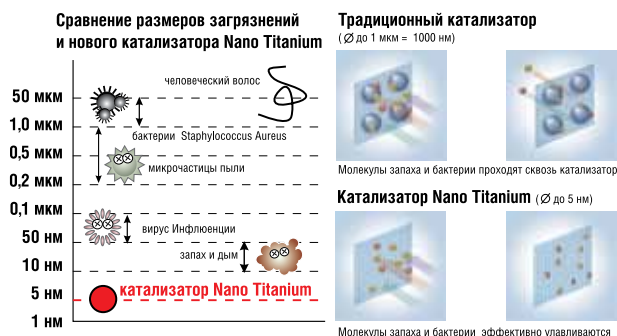 Сравнение размеров загрязнений
и нового катализатора Nano Titanium
человеческий волос
50 мкм
1,0 мкм
бактерии Staphylococcus Aureus
0,5 мкм
микрочастицы пыли
0,2 мкм
0,1 мкм
вирус Инфлюенции
50 нм
запах и дым
10 нм
5 нм
катализатор Nano Titanium
1 нм
Традиционный катализатор
(Ø до 1 мкм = 1000 нм)
Молекулы запаха и бактерии проходят сквозь катализатор
Катализатор Nano Titanium (Ø до 5 нм)
Молекулы запаха и бактерии эффективно улавливаются